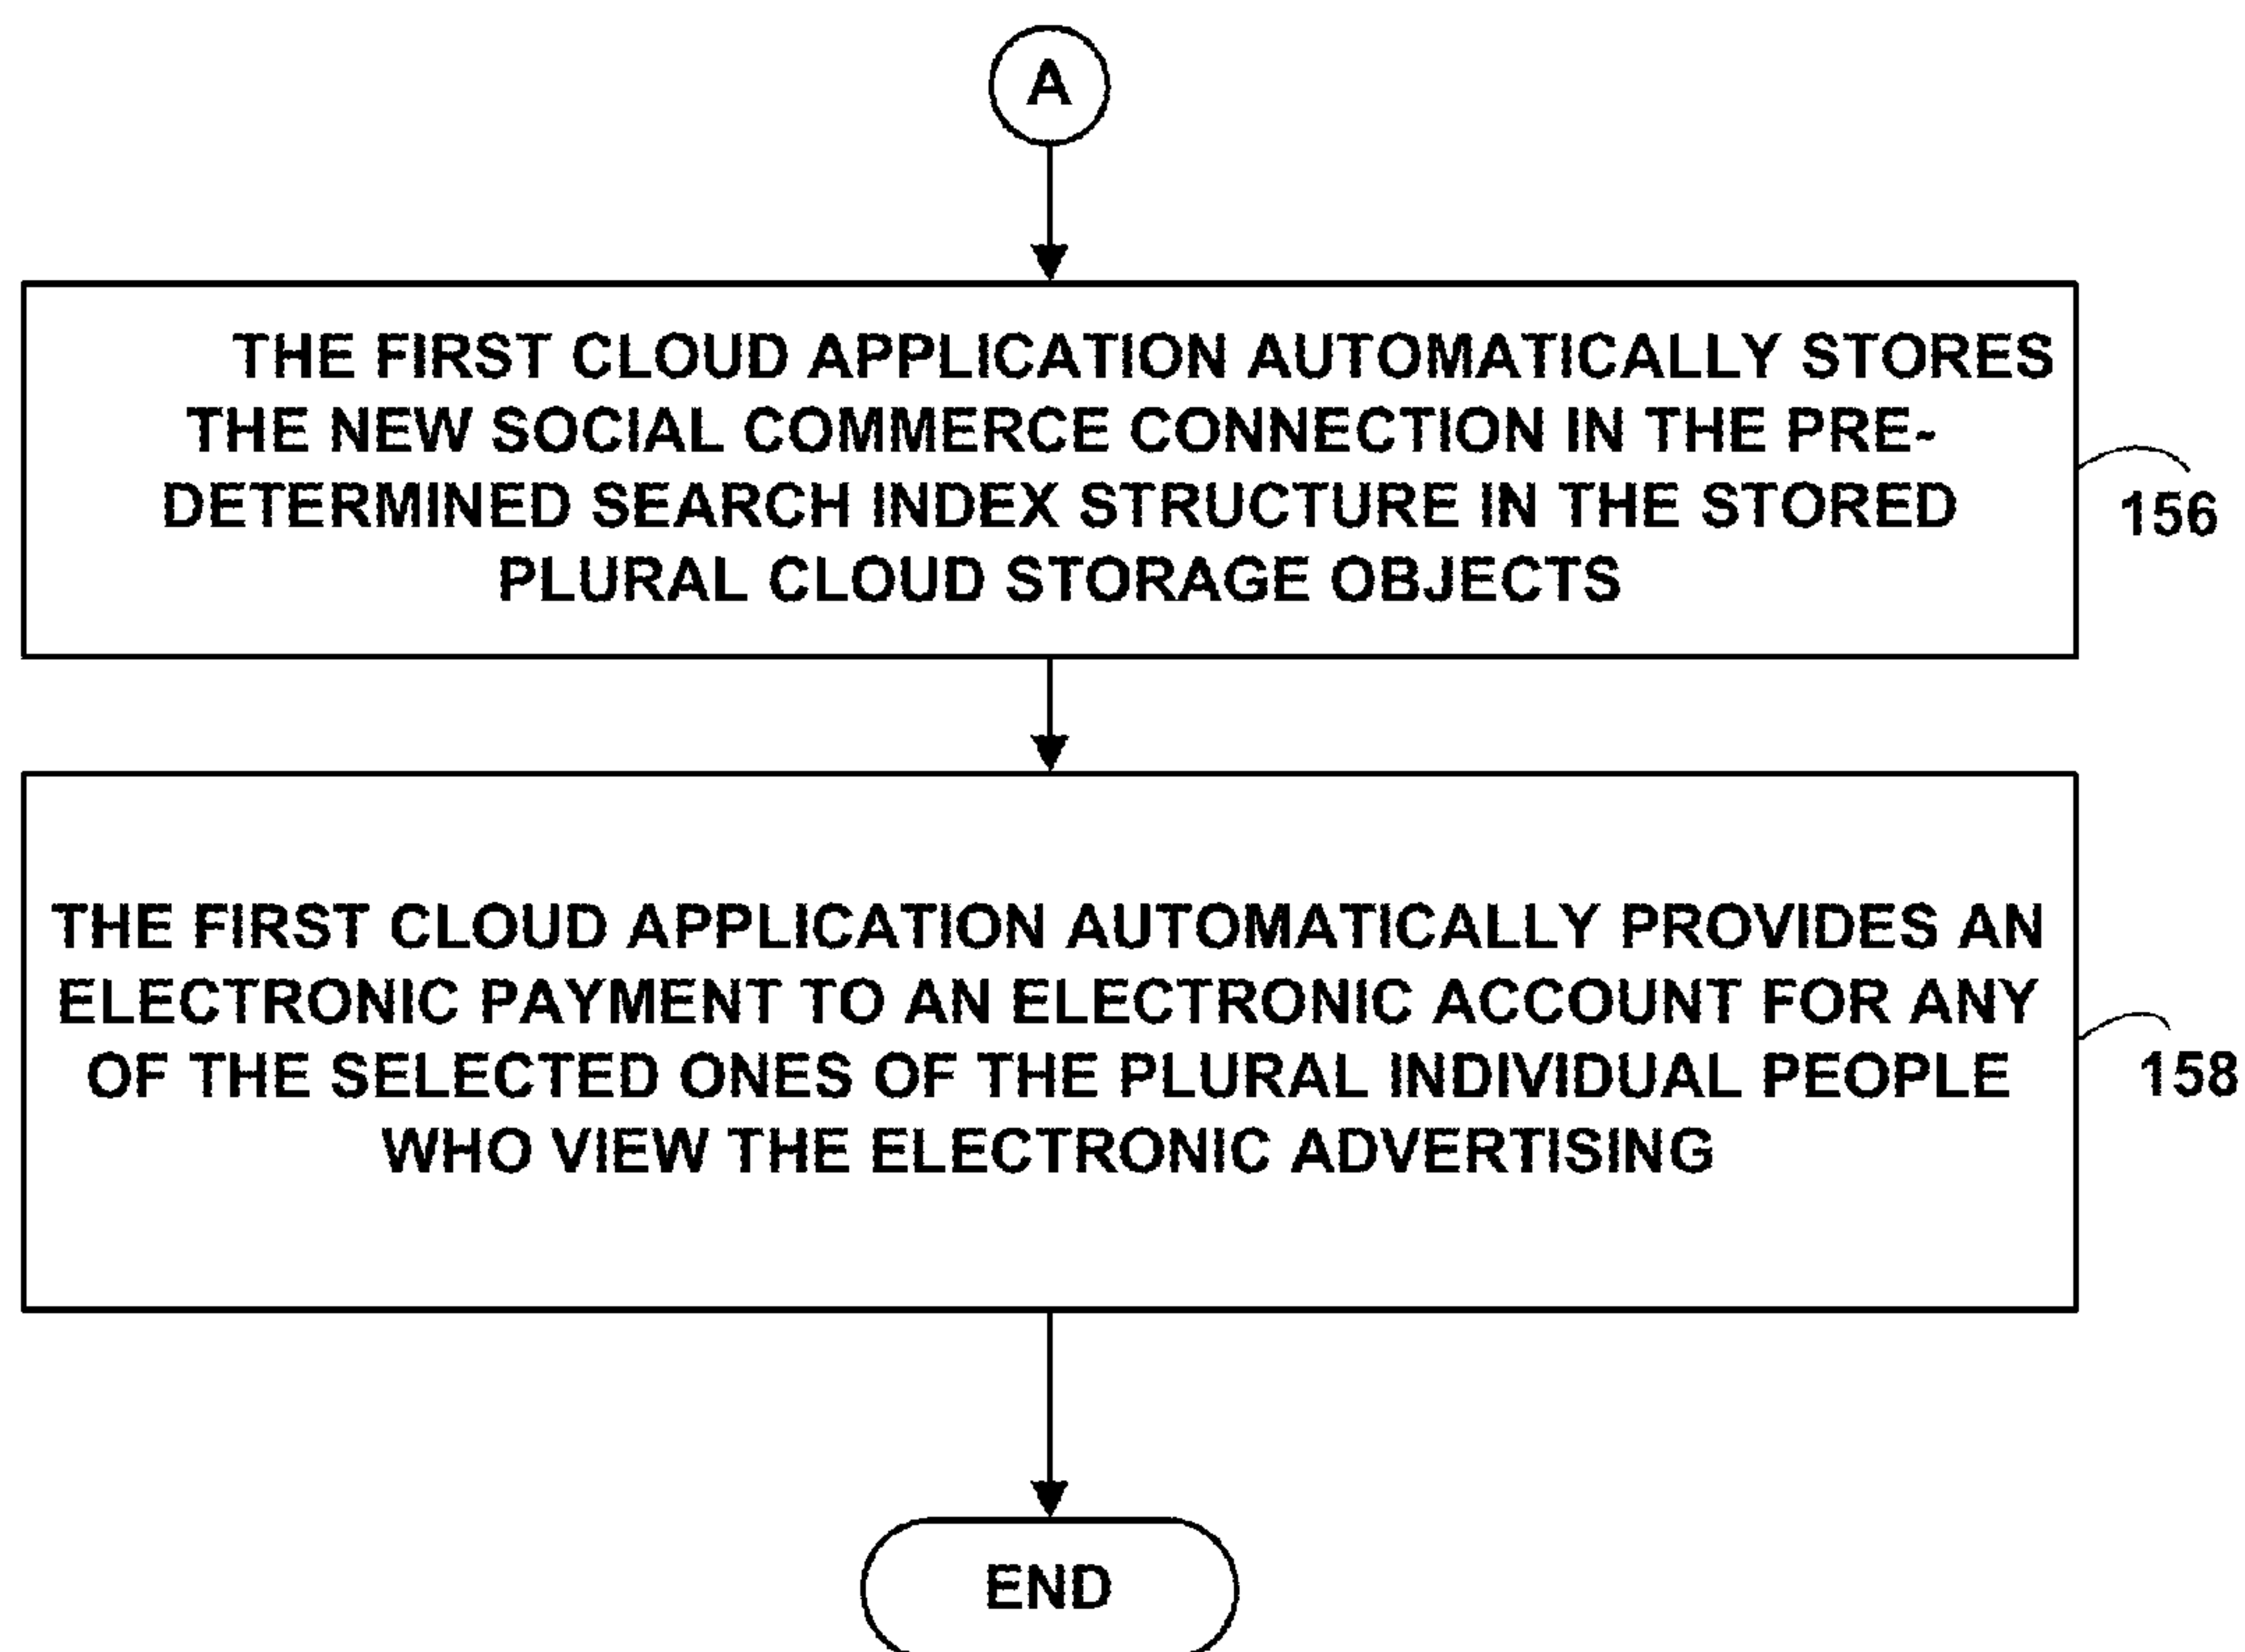 A
THE FIRST CLOUD APPLICATION AUTOMATICALLY STORES
THE NEW SOCIAL COMMERCE CONNECTION IN THE PRE-
DETERMINED SEARCH INDEX STRUCTURE IN THE STORED
PLURAL CLOUD STORAGE OBJECTS
156
THE FIRST CLOUD APPLICATION AUTOMATICALLY PROVIDES AN
ELECTRONIC PAYMENT TO AN ELECTRONIC ACCOUNT FOR ANY
OF THE SELECTED ONES OF THE PLURAL INDIVIDUAL PEOPLE
WHO VIEW THE ELECTRONIC ADVERTISING
158
END